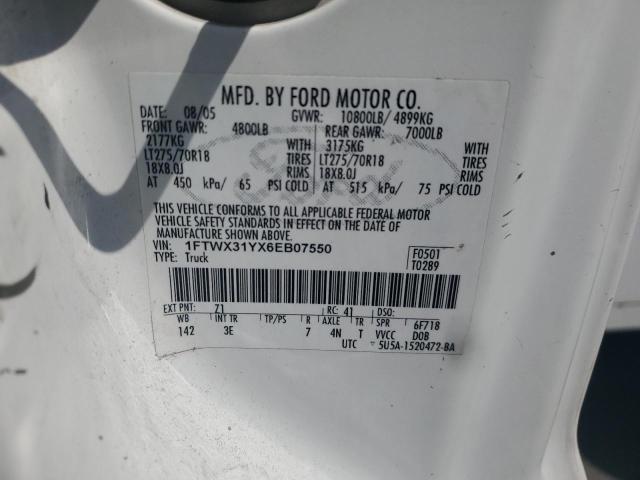 MFD. BY FORD MOTOR CO.
DATE: 08/05 GVWR: 10800LB/ 4899KG
FRONT GAWR: 4800LB REAR GAWR: 7000LB
2177KG WITH 3175KG WITH
LT275/70R18 TIRES LT275/70R18 TIRES
18X8.0J RIMS 18X8.0J RIMS
AT 450 kPa/ 65 PSI COLD AT 515 kPa/ 75 PSI COLD
THIS VEHICLE CONFORMS TO ALL APPLICABLE FEDERAL MOTOR
VEHICLE SAFETY STANDARDS IN EFFECT ON THE DATE OF
MANUFACTURE SHOWN ABOVE.
VIN: 1FTWX31YX6EB07550 F0501
TYPE: Truck T0289
EXT PNT: Z1 RC: 41 DSO:
WB INT TR TP/PS R AXLE TR SPR 6F718
142 3E 7 4N T VVCC DOB
UTC 5U5A-1520472-BA